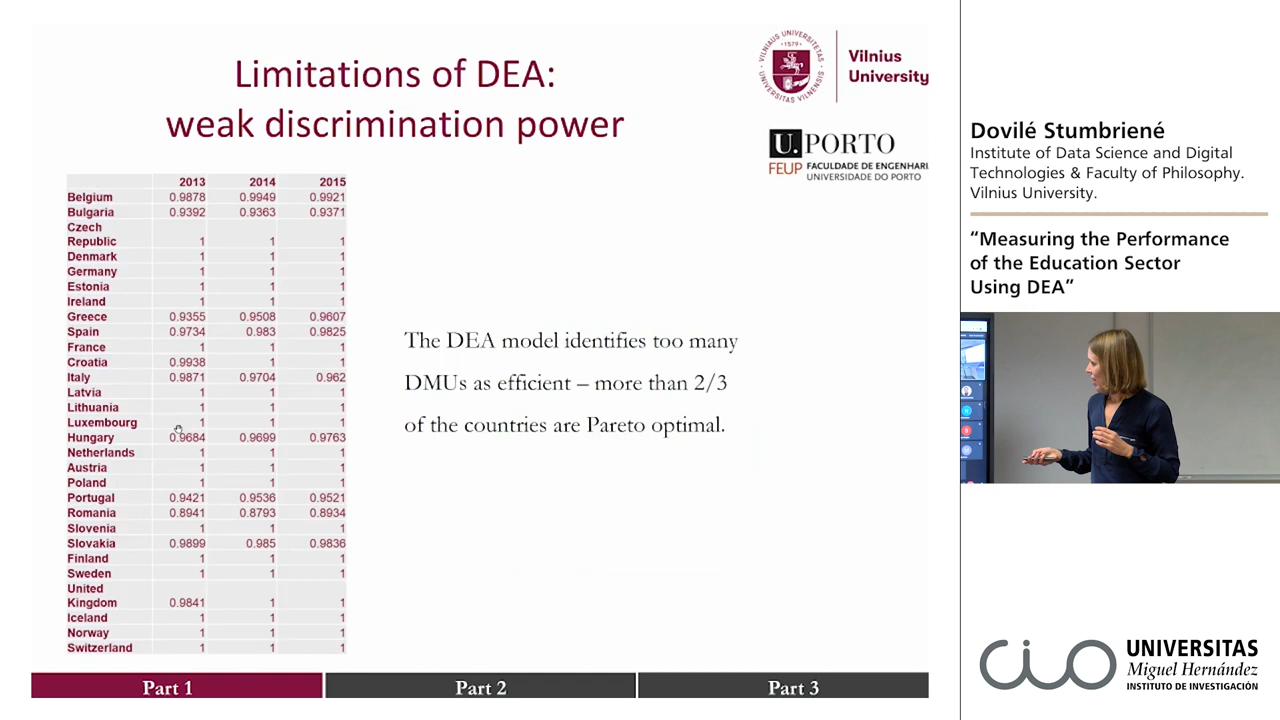 Limitations of DEA:
weak discrimination power
VILNIUS UNIVERSITETAS
1579
UNIVERSITAS VILNENSIS
Vilnius
University
U. PORTO
FEUP FACULDADE DE ENGENHARI
UNIVERSIDADE DO PORTO
2013 2014 2015
Belgium 0.9878 0.9949 0.9921
Bulgaria 0.9392 0.9363 0.9371
Czech
Republic 1 1 1
Denmark 1 1 1
Germany 1 1 1
Estonia 1 1 1
Ireland 1 1 1
Greece 0.9355 0.9508 0.9607
Spain 0.9734 0.983 0.9825
France 1 1 1
Croatia 0.9938 1 1
Italy 0.9871 0.9704 0.962
Latvia 1 1 1
Lithuania 1 1 1
Luxembourg 1 1 1
Hungary 0.9684 0.9699 0.9763
Netherlands 1 1 1
Austria 1 1 1
Poland 1 1 1
Portugal 0.9421 0.9536 0.9521
Romania 0.8941 0.8793 0.8934
Slovenia 1 1 1
Slovakia 0.9899 0.985 0.9836
Finland 1 1 1
Sweden 1 1 1
United
Kingdom 0.9841 1 1
Iceland 1 1 1
Norway 1 1 1
Switzerland 1 1 1
The DEA model identifies too many
DMUs as efficient – more than 2/3
of the countries are Pareto optimal.
Part 1 Part 2 Part 3
Dovilé Stumbriené
Institute of Data Science and Digital
Technologies & Faculty of Philosophy.
Vilnius University.
“Measuring the Performance
of the Education Sector
Using DEA”
CIO
UNIVERSITAS
Miguel Hernández
INSTITUTO DE INVESTIGACIÓN